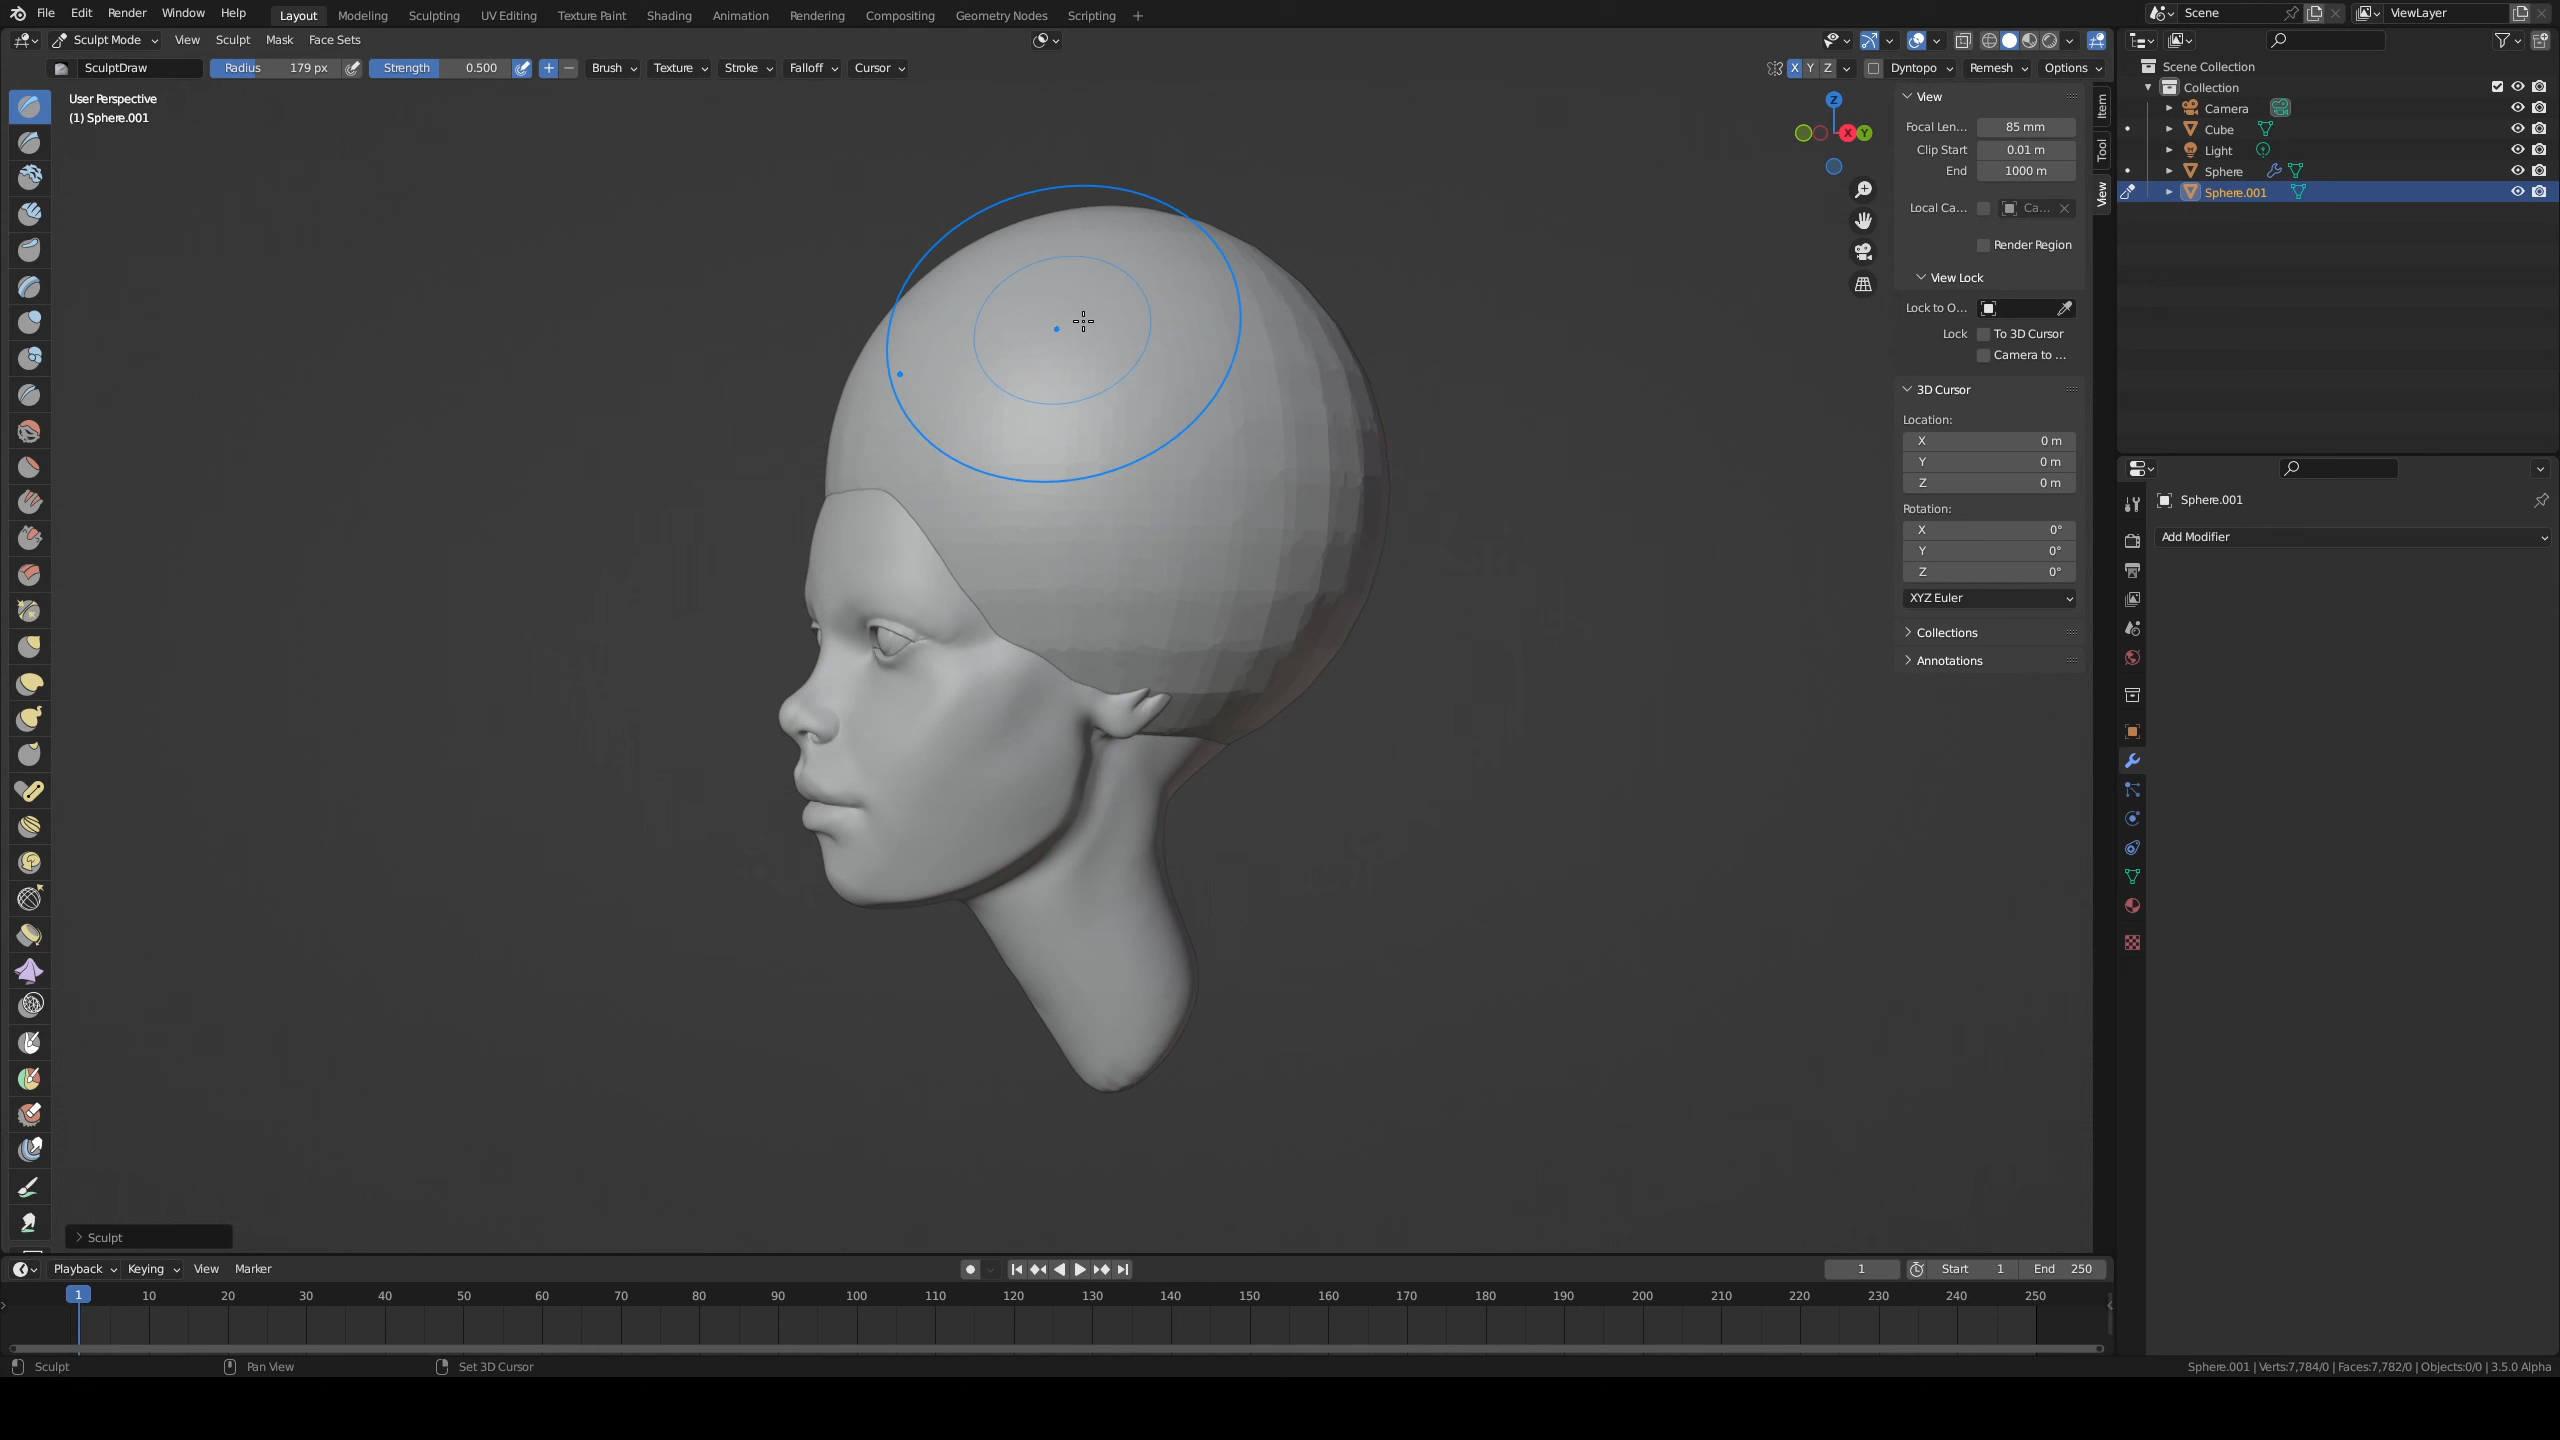 File Edit Render Window Help Layout Modeling Sculpting UV Editing Texture Paint Shading Animation Rendering Compositing Geometry Nodes Scripting + Scene ViewLayer
Sculpt Mode View Sculpt Mask Face Sets
SculptDraw Radius 179 px Strength 0.500 + − Brush Texture Stroke Falloff Cursor X Y Z Dyntopo Remesh Options
User Perspective
(1) Sphere.001
Z
X
Y
View
Focal Len... 85 mm
Clip Start 0.01 m
End 1000 m
Local Ca... Ca...
Render Region
View Lock
Lock to O...
Lock To 3D Cursor
Camera to ...
3D Cursor
Location:
X 0 m
Y 0 m
Z 0 m
Rotation:
X 0°
Y 0°
Z 0°
XYZ Euler
Collections
Annotations
Item
Tool
View
Scene Collection
Collection
Camera
Cube
Light
Sphere
Sphere.001
Sphere.001
Add Modifier
Sculpt
Playback Keying View Marker 1 Start 1 End 250
1 10 20 30 40 50 60 70 80 90 100 110 120 130 140 150 160 170 180 190 200 210 220 230 240 250
Sculpt Pan View Set 3D Cursor Sphere.001 | Verts:7,784/0 | Faces:7,782/0 | Objects:0/0 | 3.5.0 Alpha